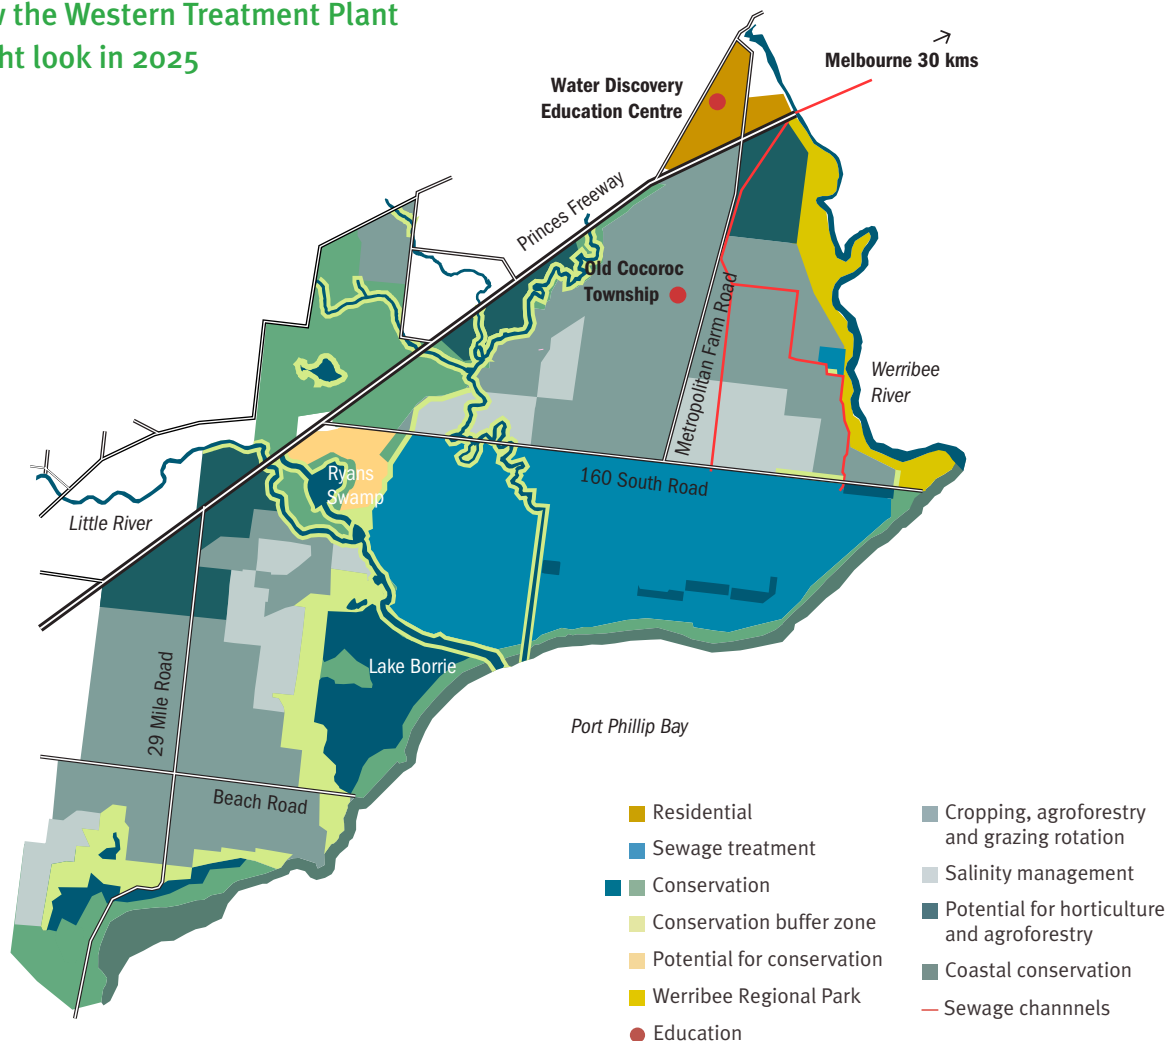 the Western Treatment Plant
ht look in 2025
Melbourne 30 kms
Water Discovery
Education Centre
Princes Freeway
Old Cocoroc
Township
Metropolitan Farm Road
Werribee
River
160 South Road
Ryans
Swamp
Little River
Lake Borrie
29 Mile Road
Port Phillip Bay
Beach Road
Residential
Sewage treatment
Conservation
Conservation buffer zone
Potential for conservation
Werribee Regional Park
Education
Cropping, agroforestry
and grazing rotation
Salinity management
Potential for horticulture
and agroforestry
Coastal conservation
Sewage channnels